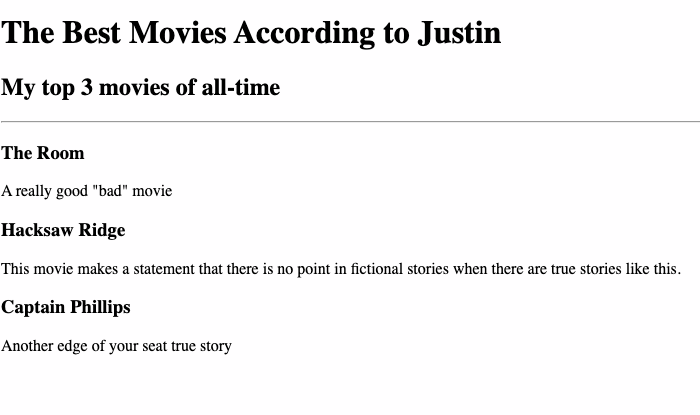 The Best Movies According to Justin
My top 3 movies of all-time
The Room
A really good "bad" movie
Hacksaw Ridge
This movie makes a statement that there is no point in fictional stories when there are true stories like this.
Captain Phillips
Another edge of your seat true story